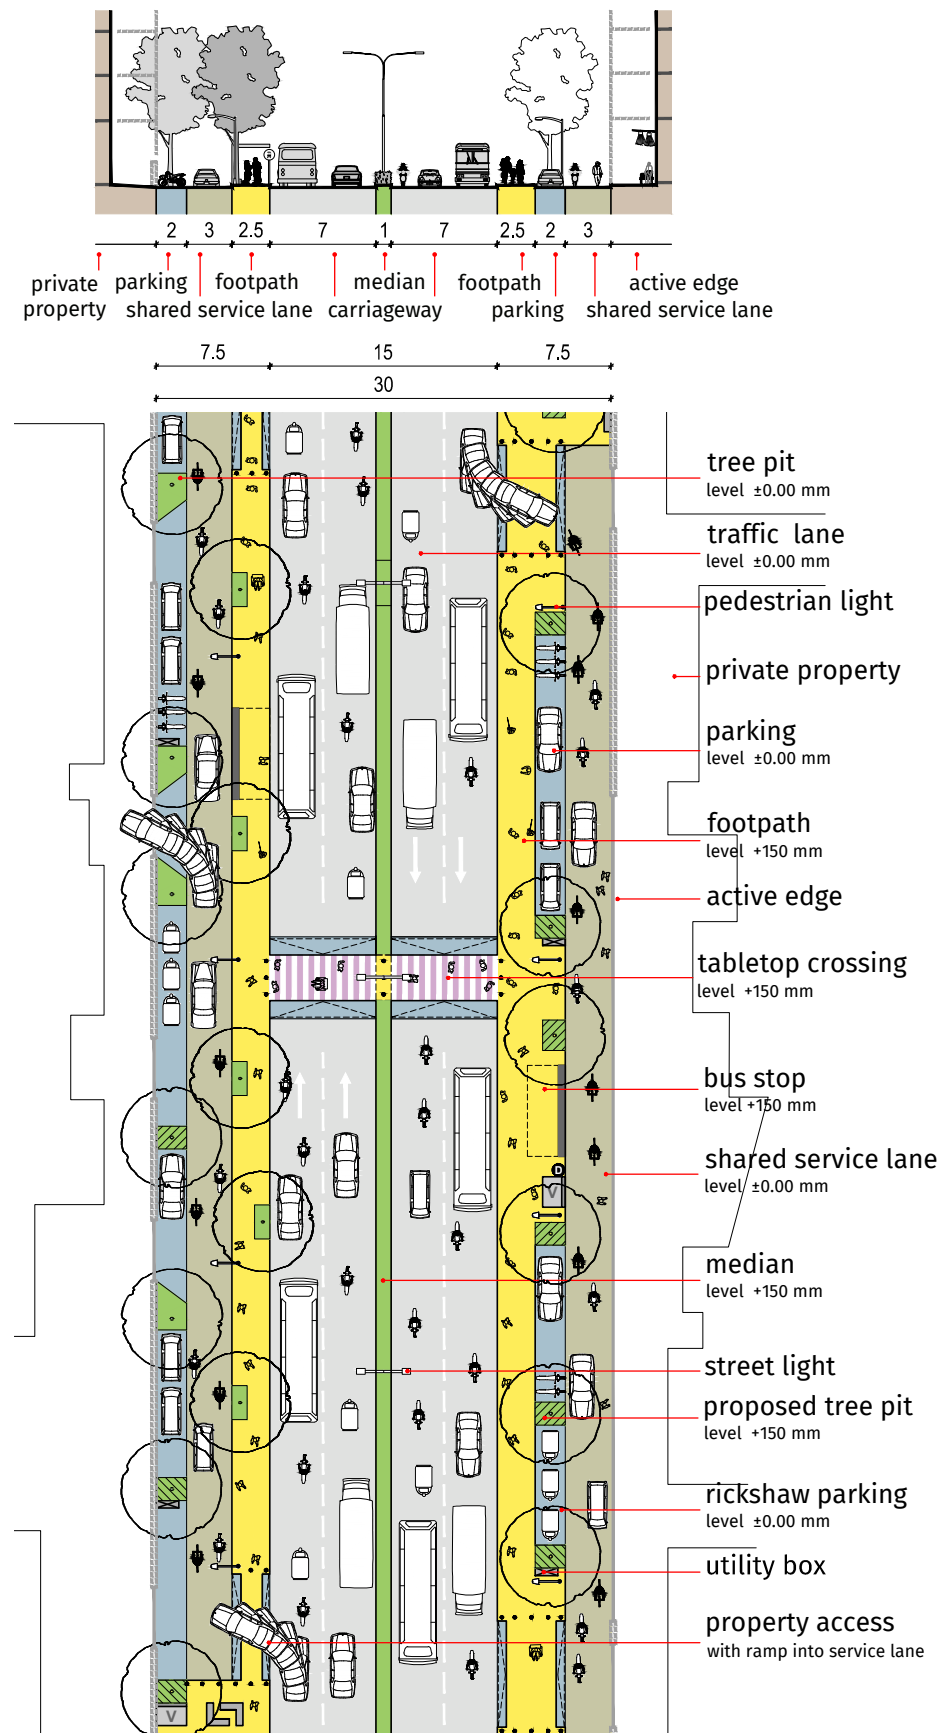 2 3 2.5 7 1 7 2.5 2 3
private property
parking
shared service lane
footpath
median
carriageway
footpath
parking
active edge
shared service lane
7.5 15 7.5
30
tree pit
level ±0.00 mm
traffic lane
level ±0.00 mm
pedestrian light
private property
parking
level ±0.00 mm
footpath
level +150 mm
active edge
tabletop crossing
level +150 mm
bus stop
level +150 mm
shared service lane
level ±0.00 mm
V
median
level +150 mm
street light
proposed tree pit
level +150 mm
rickshaw parking
level ±0.00 mm
utility box
property access
with ramp into service lane
V